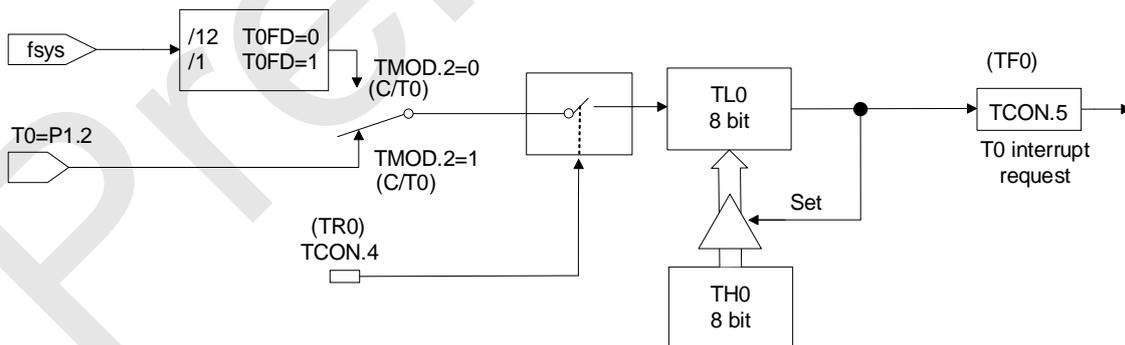 fsys
/12 T0FD=0
/1 T0FD=1
TMOD.2=0
(C/T0)
T0=P1.2
TMOD.2=1
(C/T0)
(TR0)
TCON.4
TL0
8 bit
Set
TH0
8 bit
(TF0)
TCON.5
T0 interrupt
request